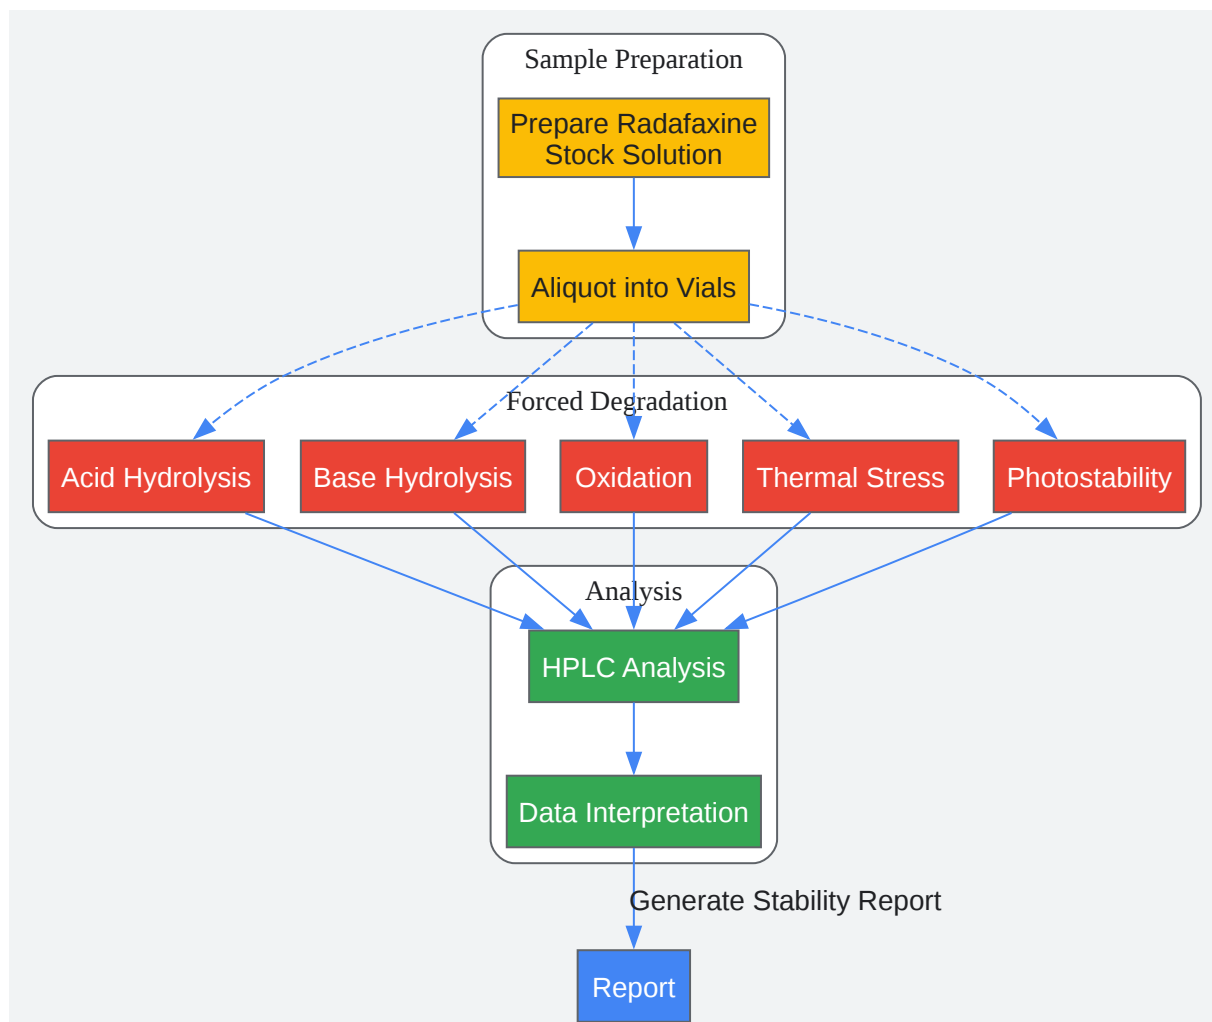 Sample Preparation
Prepare Radafaxine
Stock Solution
Aliquot into Vials
Forced Degradation
Acid Hydrolysis
Base Hydrolysis
Oxidation
Thermal Stress
Photostability
Analysis
HPLC Analysis
Data Interpretation
Generate Stability Report
Report